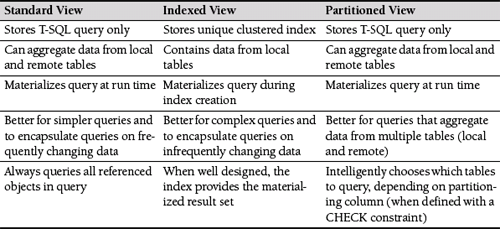 Standard View Indexed View Partitioned View
Stores T-SQL query only Stores unique clustered index Stores T-SQL query only
Can aggregate data from local Contains data from local Can aggregate data from local and
and remote tables tables remote tables
Materializes query at run time Materializes query during Materializes query at run time
index creation
Better for simpler queries and Better for complex queries and Better for queries that aggregate
to encapsulate queries on fre- to encapsulate queries on data from multiple tables (local
quently changing data infrequently changing data and remote)
Always queries all referenced When well designed, the Intelligently chooses which tables
objects in query index provides the material- to query, depending on partition-
ized result set ing column (when defined with a
CHECK constraint)